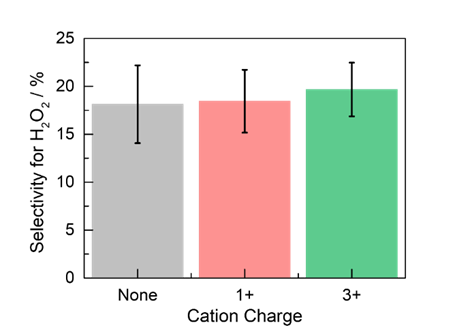 25
20
15
10
5
0
Selectivity for H₂O₂ / %
None 1+ 3+
Cation Charge